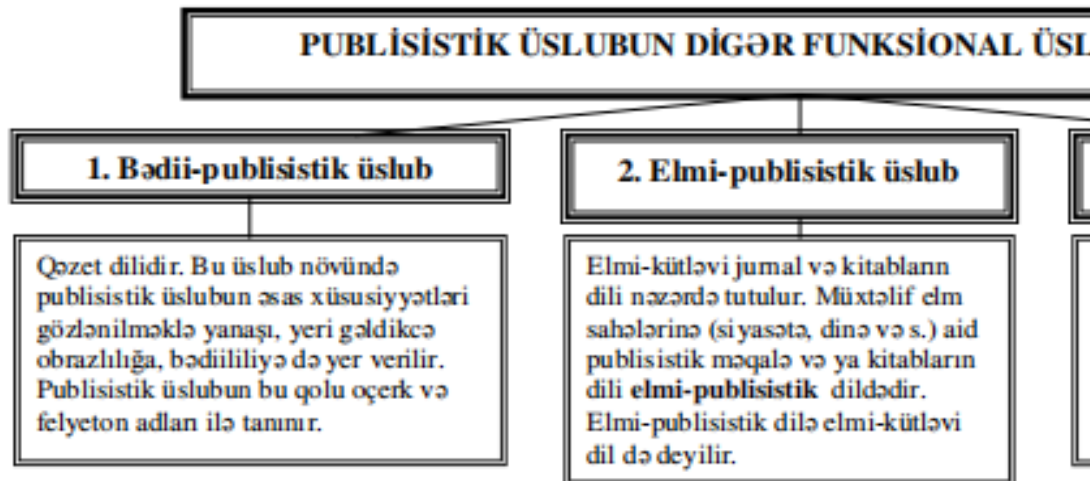 PUBLİSİSTİK ÜSLUBUN DİGƏR FUNKSİONAL
1. Bədii-publisistik üslub
Qəzet dilidir. Bu üslub növündə
publisistik üslubun əsas xüsusiyyətləri
gözlənilməklə yanaşı, yeri gəldikcə
obrazlılığa, bədiililiyə də yer verilir.
Publisistik üslubun bu qolu oçerk və
felyeton adları ilə tanınır.
2. Elmi-publisistik üslub
Elmi-kütləvi jurnal və kitabların
dili nəzərdə tutulur. Müxtəlif elm
sahələrinə (siyasətə, dinə və s.) aid
publisistik məqalə və ya kitabların
dili elmi-publisistik dildədir.
Elmi-publisistik dilə elmi-kütləvi
dil də deyilir.